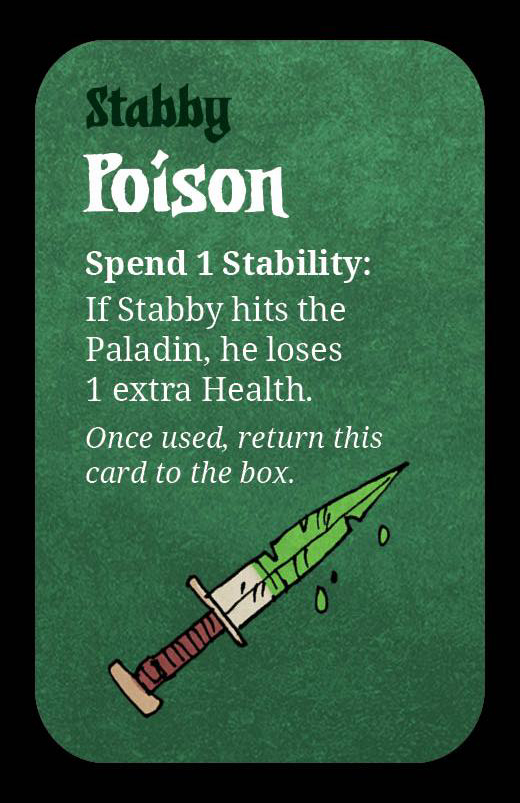 Stabby
Poison
Spend 1 Stability:
If Stabby hits the
Paladin, he loses
1 extra Health.
Once used, return this
card to the box.